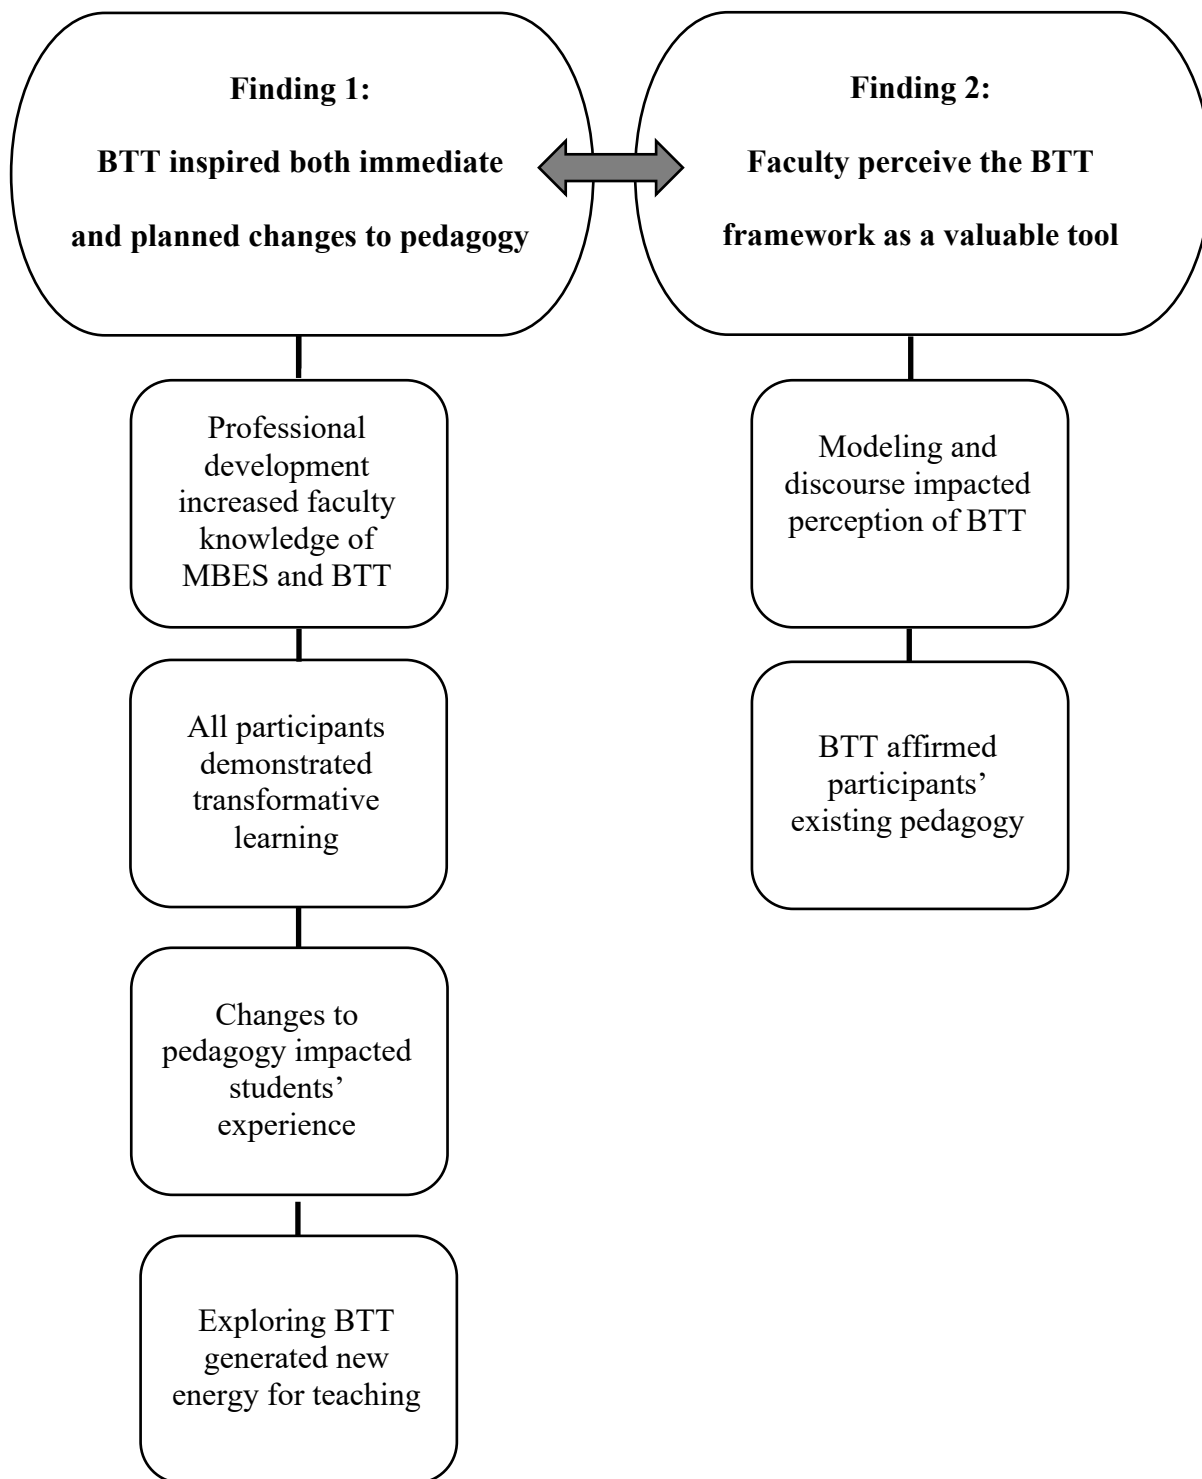 Finding 1:
BTT inspired both immediate
and planned changes to pedagogy
Professional
development
increased faculty
knowledge of
MBES and BTT
All participants
demonstrated
transformative
learning
Changes to
pedagogy impacted
students’
experience
Exploring BTT
generated new
energy for teaching
Finding 2:
Faculty perceive the BTT
framework as a valuable tool
Modeling and
discourse impacted
perception of BTT
BTT affirmed
participants’
existing pedagogy